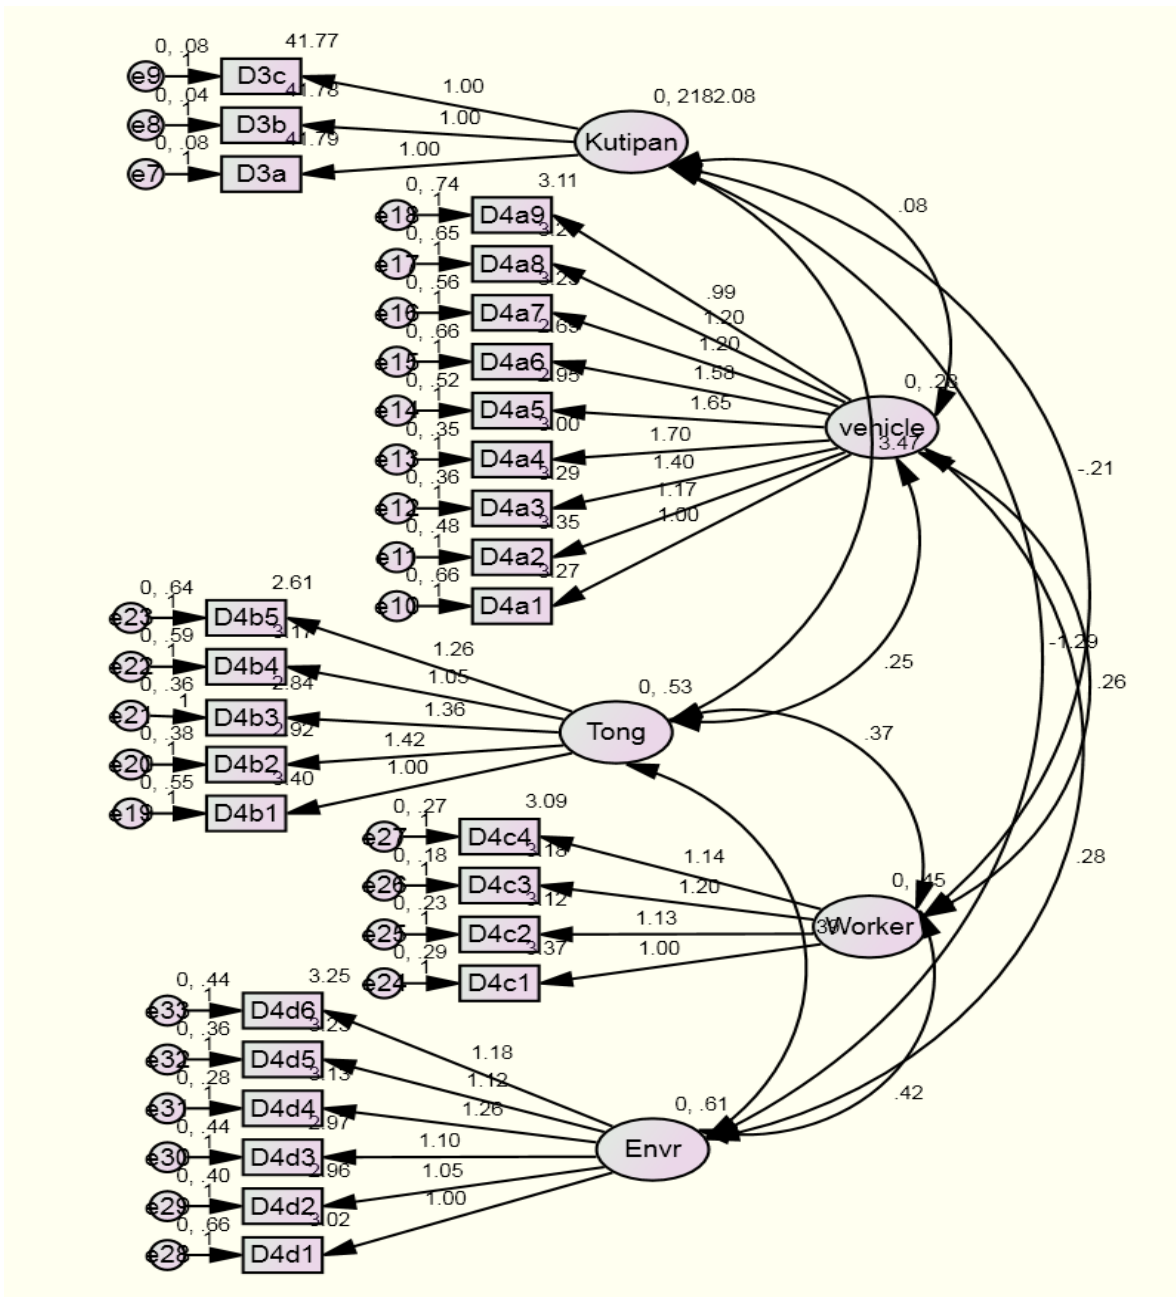 0, .08
41.77
e9
1
D3c
1.00
0, .04
41.78
e8
1
D3b
1.00
0, .08
41.79
e7
1
D3a
1.00
0, 2182.08
Kutipan
.08
0, .74
3.11
e18
1
D4a9
.99
0, .65
e17
1
D4a8
1.20
0, .56
e16
1
D4a7
1.20
0, .66
e15
1
D4a6
1.58
0, .52
2.95
e14
1
D4a5
1.65
0, .35
3.00
e13
1
D4a4
1.70
0, .36
3.29
e12
1
D4a3
1.40
0, .48
3.35
e11
1
D4a2
1.17
0, .66
3.27
e10
1
D4a1
1.00
vehicle
3.47
-.21
-1.29
.25
.26
0, .64
2.61
e23
1
D4b5
1.26
0, .59
3.17
e22
1
D4b4
1.05
0, .36
2.84
e21
1
D4b3
1.36
0, .38
2.92
e20
1
D4b2
1.42
0, .55
3.40
e19
1
D4b1
1.00
0, .53
Tong
.37
.28
0, .27
3.09
e27
1
D4c4
1.14
0, .18
3.18
e26
1
D4c3
1.20
0, .23
3.12
e25
1
D4c2
1.13
0, .29
3.37
e24
1
D4c1
1.00
0, .45
Worker
.42
0, .44
3.25
e33
1
D4d6
1.18
0, .36
e32
1
D4d5
1.12
0, .28
3.13
e31
1
D4d4
1.26
0, .44
2.97
e30
1
D4d3
1.10
0, .40
2.96
e29
1
D4d2
1.05
0, .66
3.02
e28
1
D4d1
1.00
0, .61
Envr